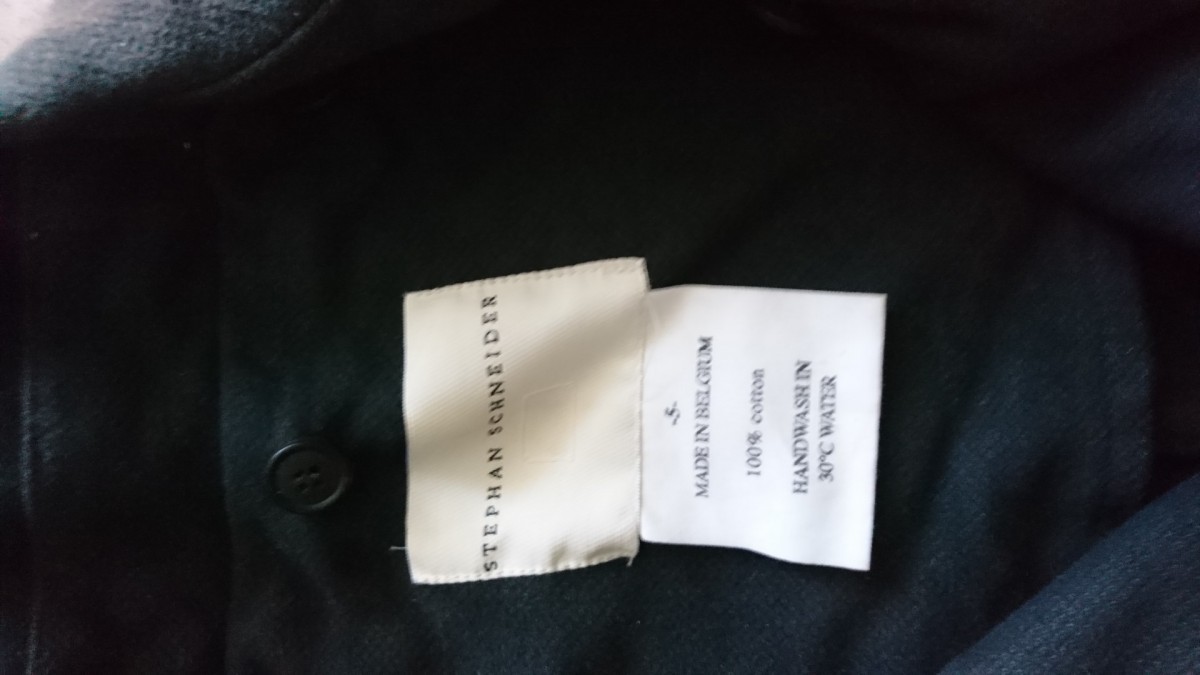 STEPHAN SCHNEIDER
-5-
MADE IN BELGIUM
100% cotton
HANDWASH IN
30°C WATER